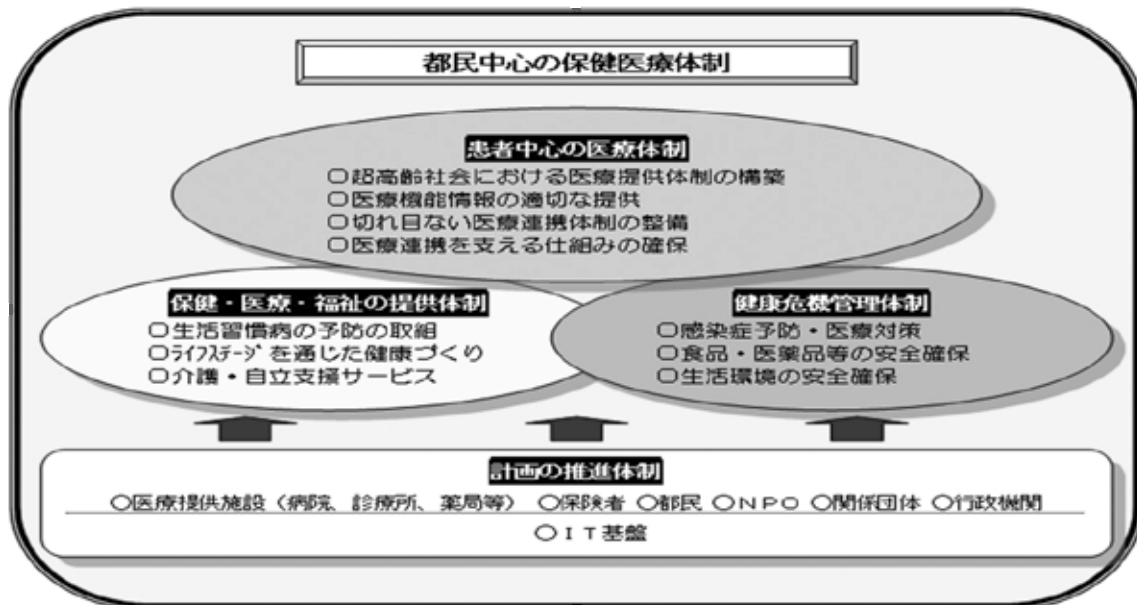 都民中心の保健医療体制
患者中心の医療体制
○超高齢社会における医療提供体制の構築
○医療機能情報の適切な提供
○切れ目ない医療連携体制の整備
○医療連携を支える仕組みの確保
保健・医療・福祉の提供体制
○生活習慣病の予防の取組
○ﾗｲﾌｽﾃｰｼﾞを通じた健康づくり
○介護・自立支援サービス
健康危機管理体制
○感染症予防・医療対策
○食品・医薬品等の安全確保
○生活環境の安全確保
計画の推進体制
○医療提供施設（病院、診療所、薬局等） ○保険者 ○都民 ○ＮＰＯ ○関係団体 ○行政機関
○ＩＴ基盤